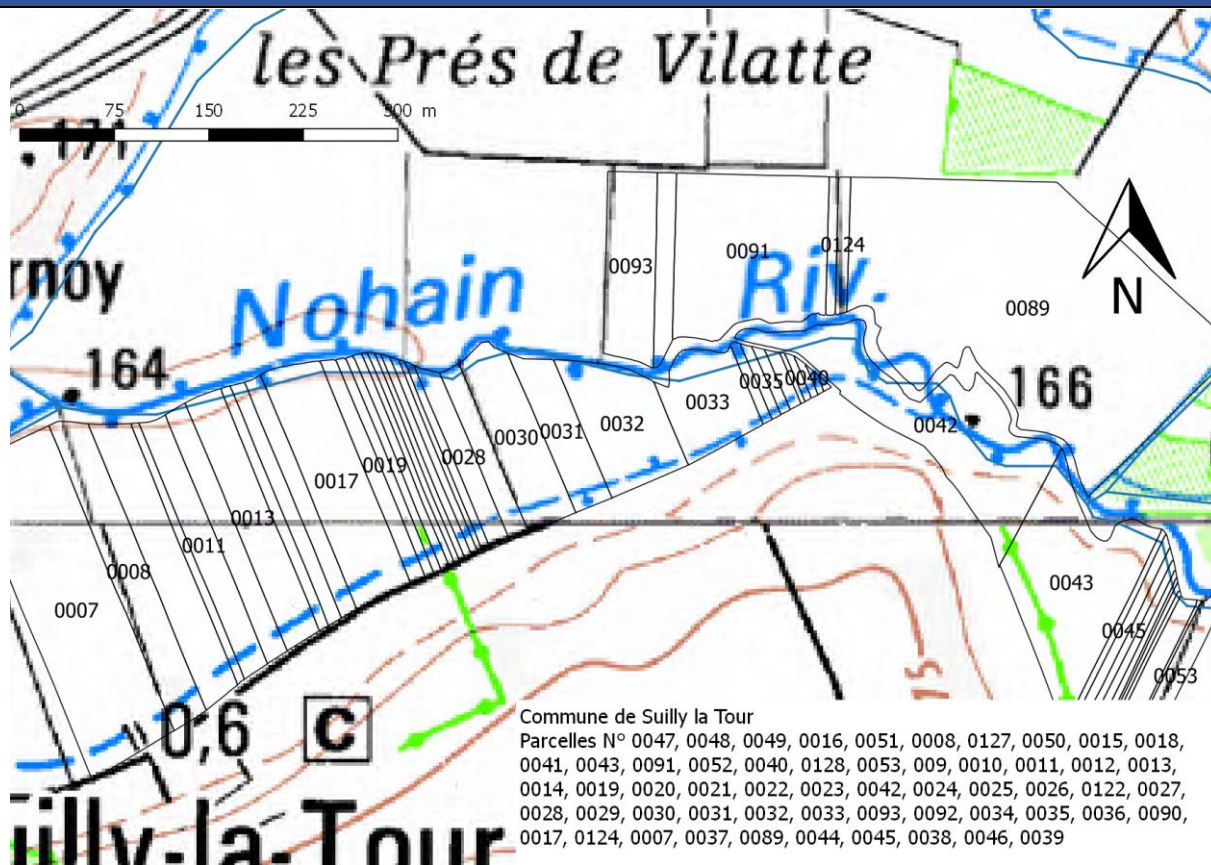 les Prés de Vilatte
0 75 150 225 300 m
171
rnoy
Nohain
Riv.
0093
0091
0124
0089
N
164
166
0035
0040
0033
0042
0032
0031
0030
0028
0019
0017
0013
0011
0008
0007
0043
0045
0053
15
0,6
C
uilly-la-Tour
Commune de Suilly la Tour
Parcelles N° 0047, 0048, 0049, 0016, 0051, 0008, 0127, 0050, 0015, 0018,
0041, 0043, 0091, 0052, 0040, 0128, 0053, 009, 0010, 0011, 0012, 0013,
0014, 0019, 0020, 0021, 0022, 0023, 0042, 0024, 0025, 0026, 0122, 0027,
0028, 0029, 0030, 0031, 0032, 0033, 0093, 0092, 0034, 0035, 0036, 0090,
0017, 0124, 0007, 0037, 0089, 0044, 0045, 0038, 0046, 0039